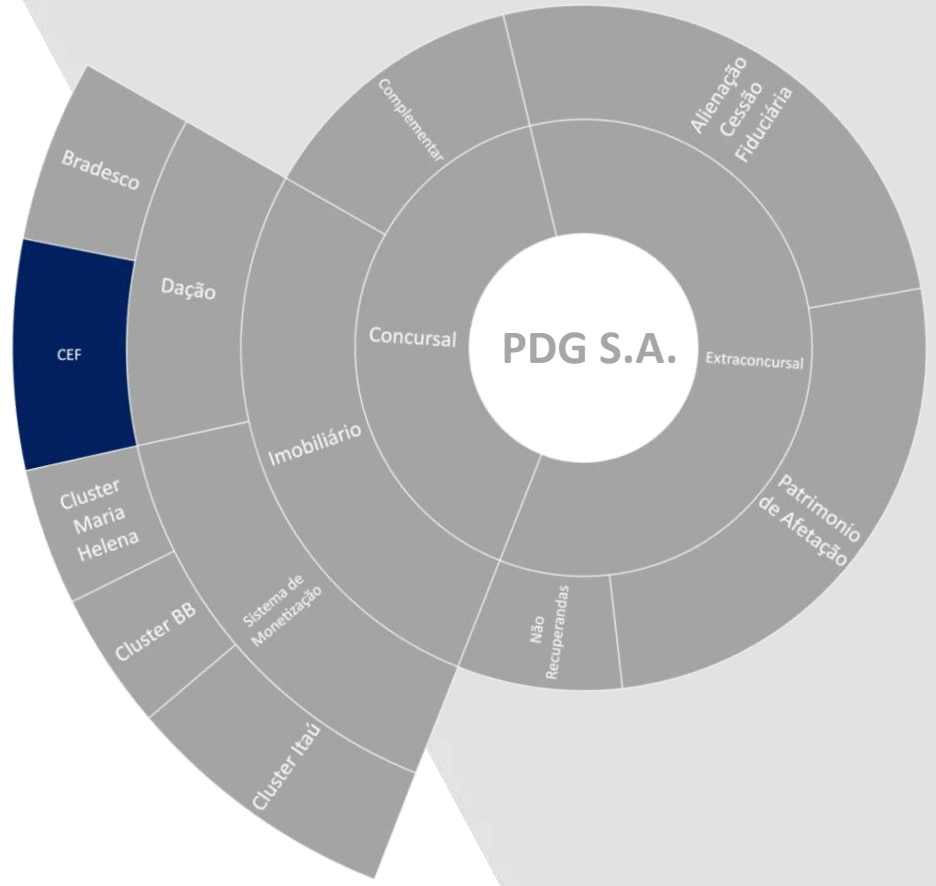 Complementar
Alienação
Cessão
Fiduciária
Bradesco
Dação
CEF
Concursal
PDG S.A.
Extraconcursal
Imobiliário
Cluster
Maria
Helena
Patrimonio
de Afetação
Sistema de
Monetização
Não
Recuperandas
Cluster BB
Cluster Itaú